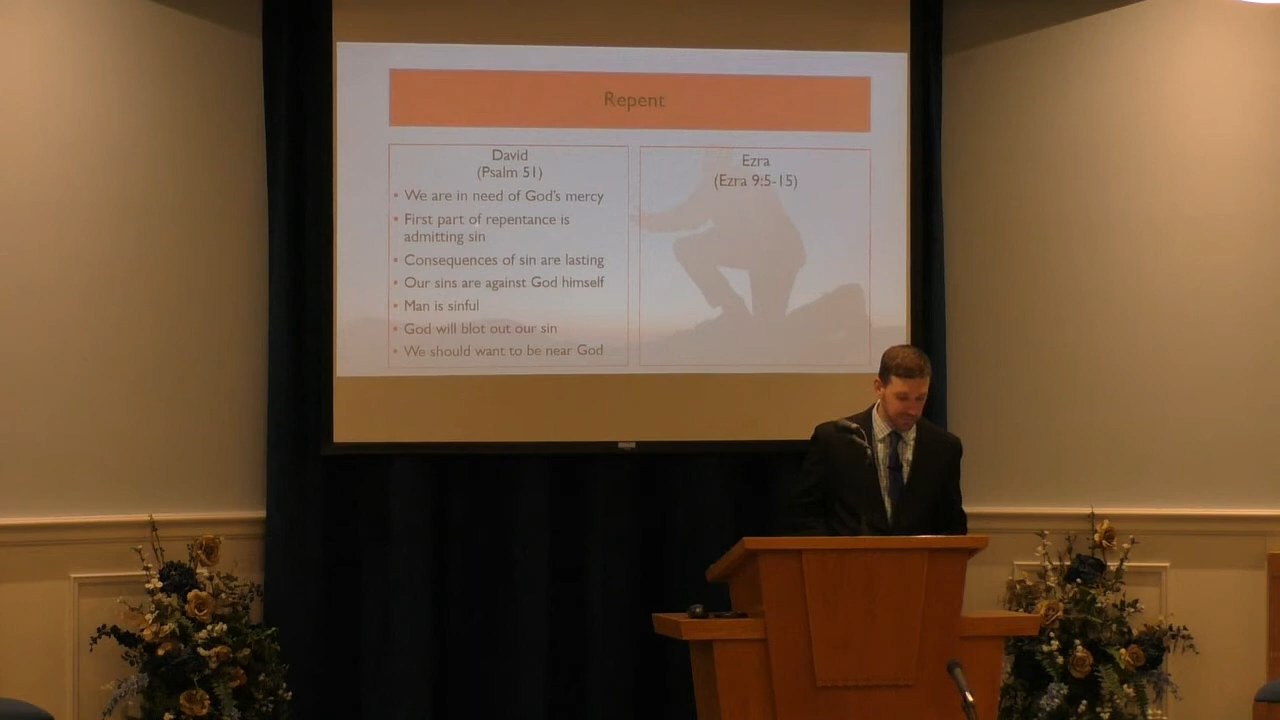 Repent
David
(Psalm 51)
• We are in need of God's mercy
• First part of repentance is
admitting sin
• Consequences of sin are lasting
• Our sins are against God himself
• Man is sinful
• God will blot out our sin
• We should want to be near God
Ezra
(Ezra 9:5-15)